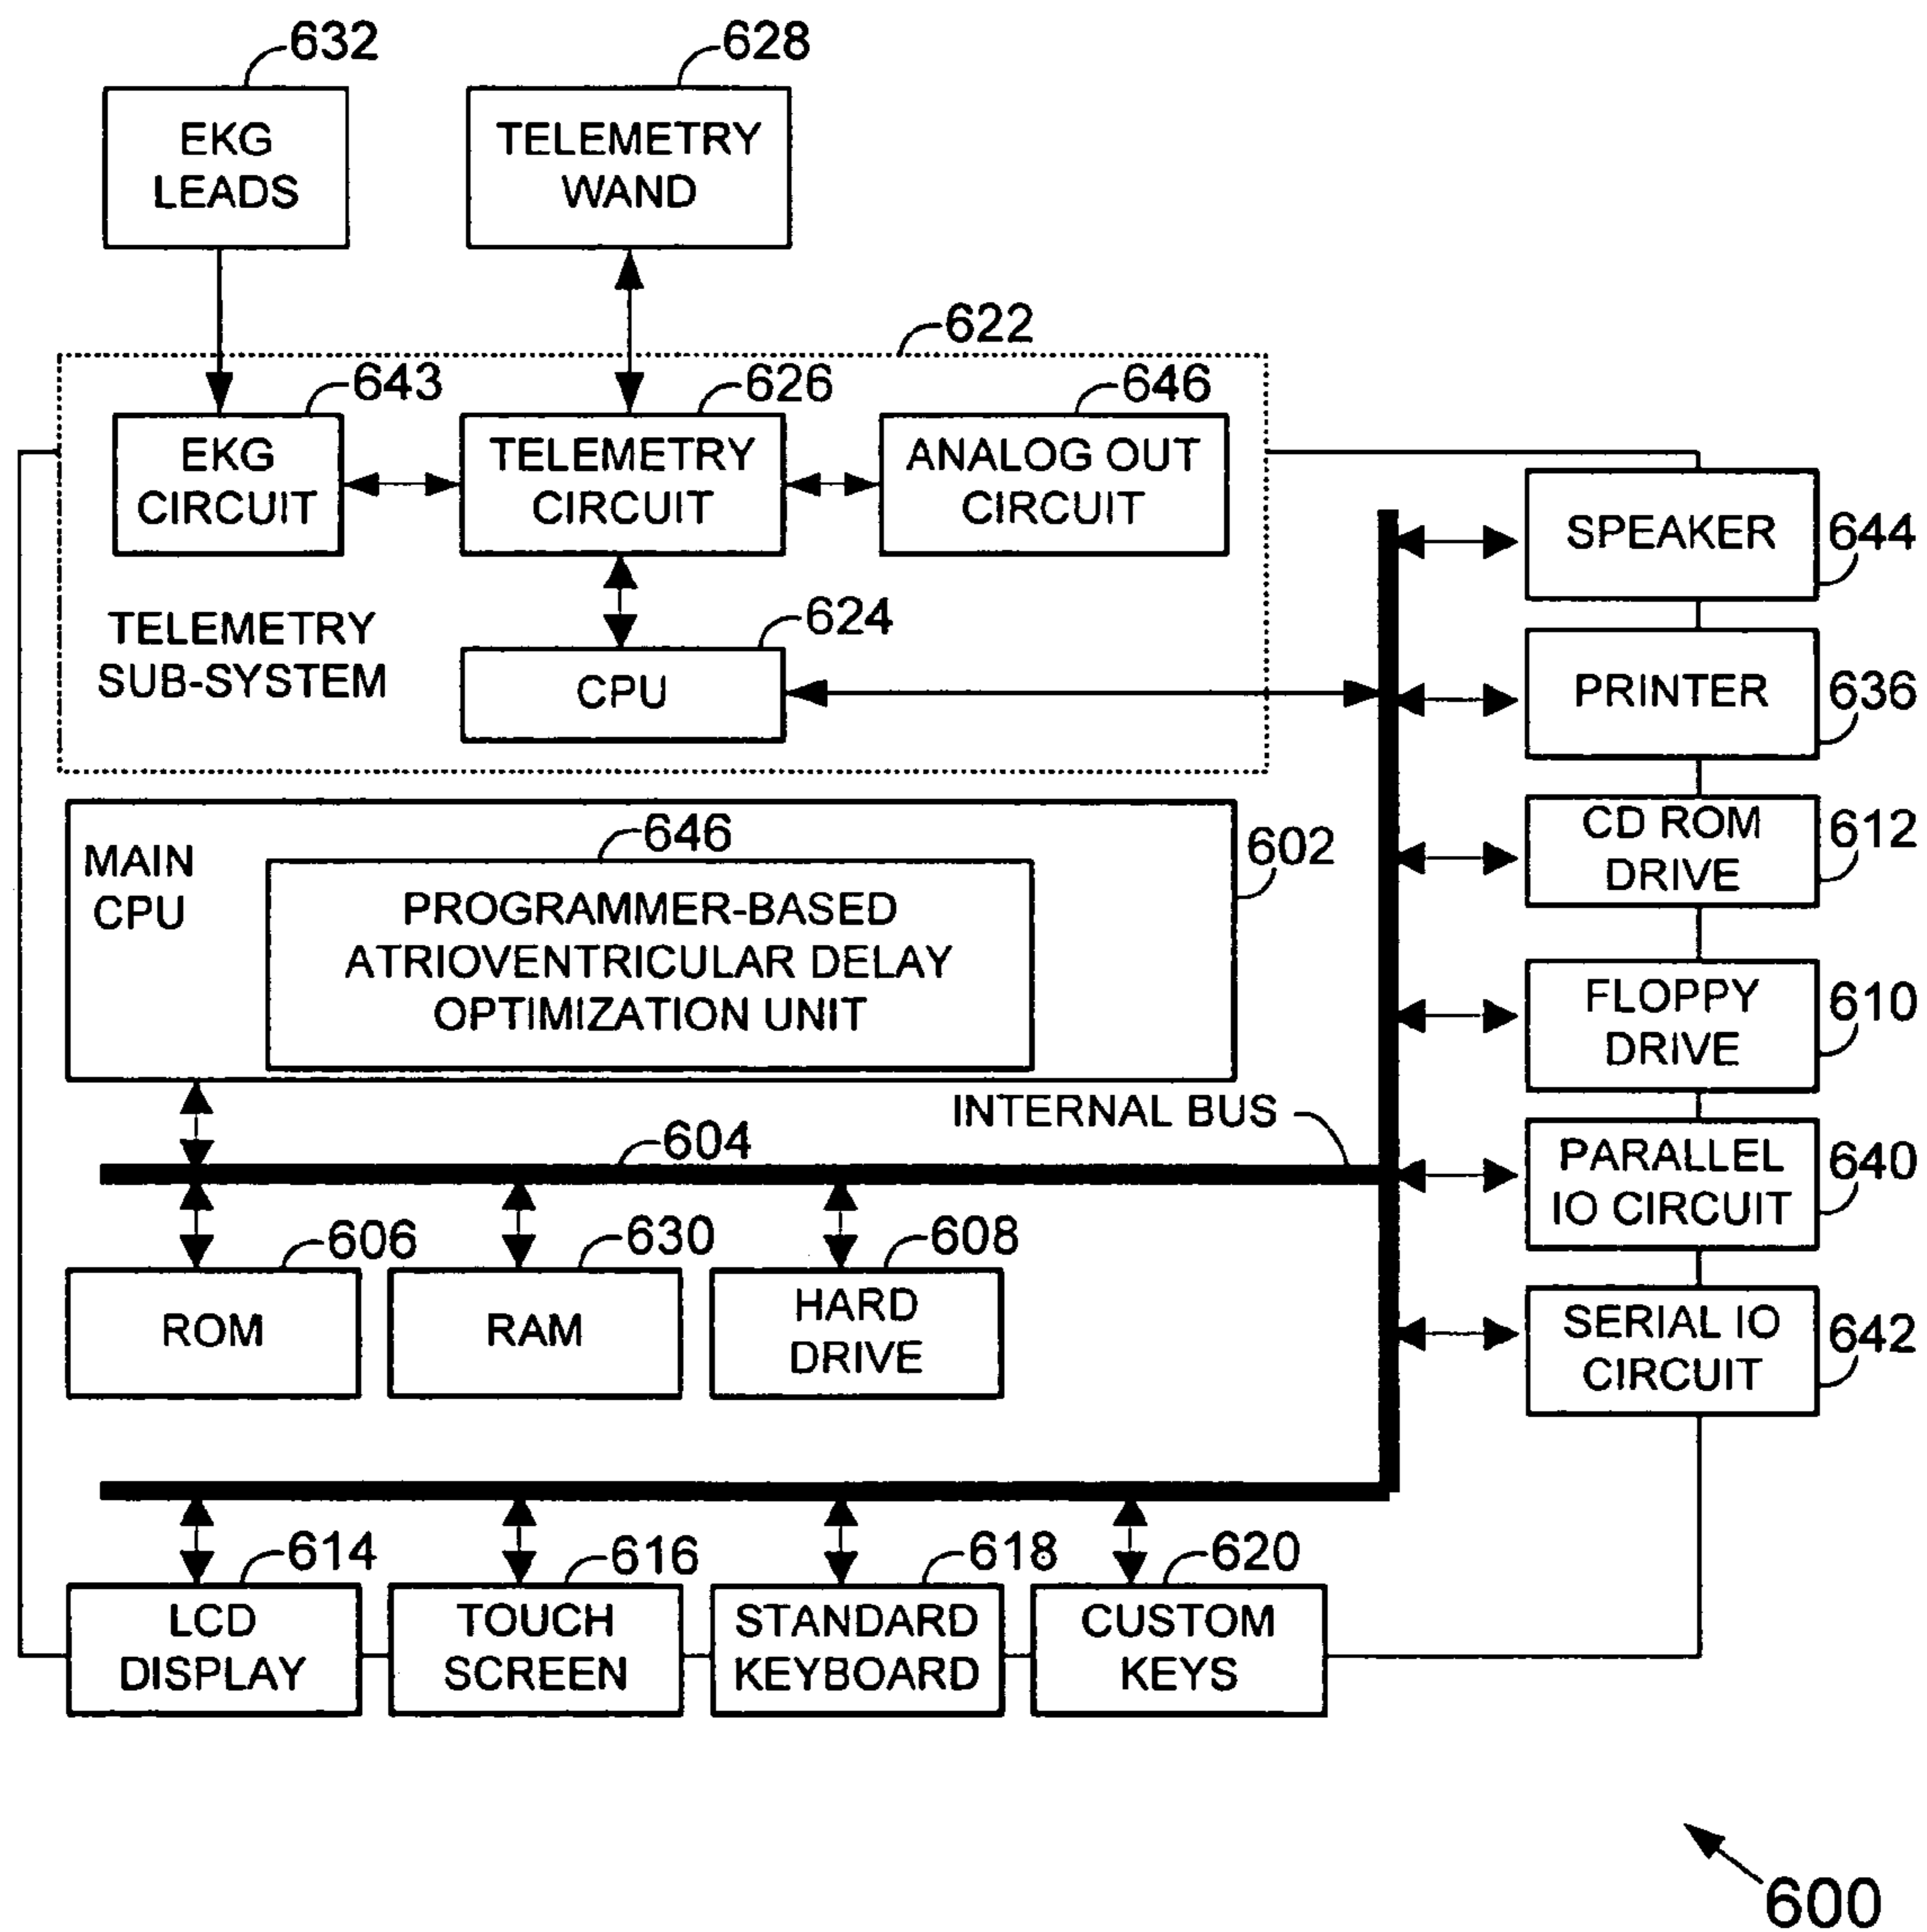 632
628
EKG
LEADS
TELEMETRY
WAND
622
643
626
646
EKG
CIRCUIT
TELEMETRY
CIRCUIT
ANALOG OUT
CIRCUIT
SPEAKER
644
TELEMETRY
SUB-SYSTEM
624
CPU
PRINTER
636
MAIN
CPU
646
602
PROGRAMMER-BASED
ATRIOVENTRICULAR DELAY
OPTIMIZATION UNIT
CD ROM
DRIVE
612
FLOPPY
DRIVE
610
INTERNAL BUS
604
PARALLEL
IO CIRCUIT
640
606
630
608
ROM
RAM
HARD
DRIVE
SERIAL IO
CIRCUIT
642
614
616
618
620
LCD
DISPLAY
TOUCH
SCREEN
STANDARD
KEYBOARD
CUSTOM
KEYS
600